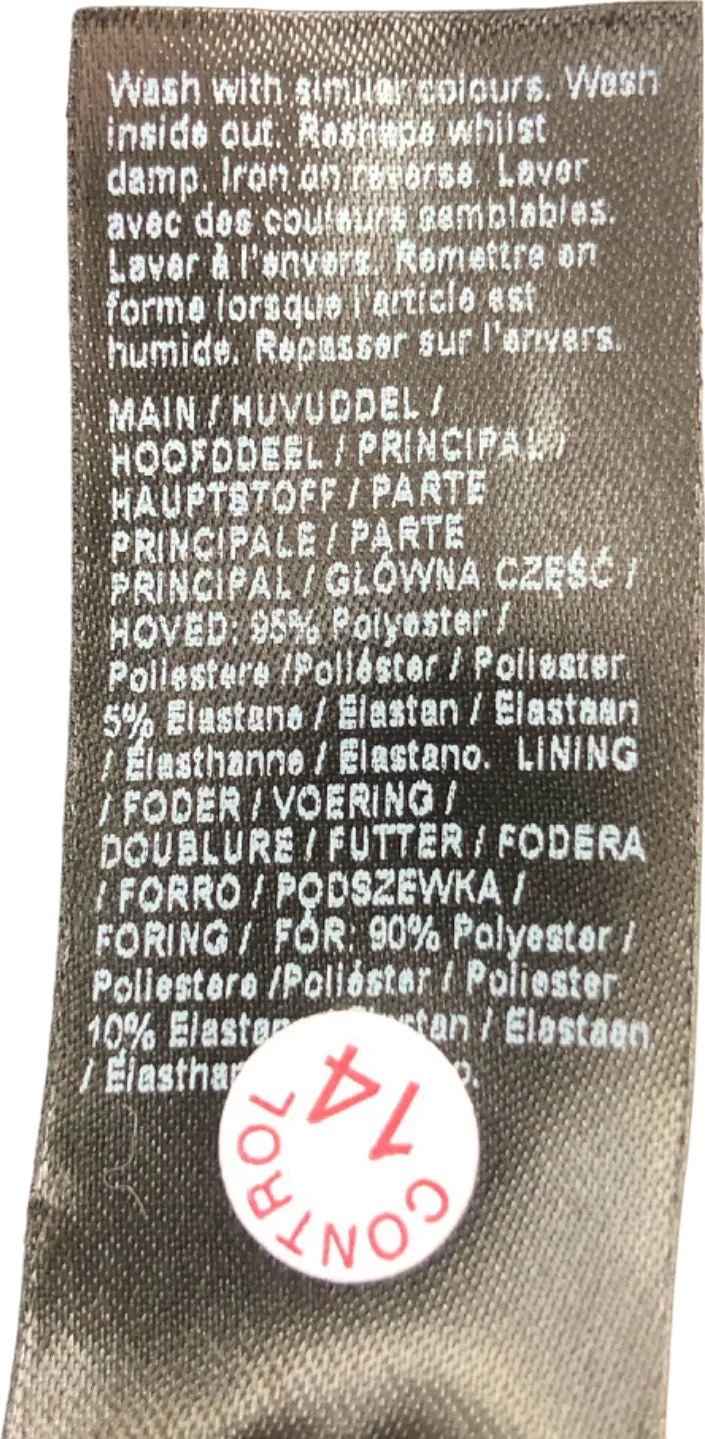 Wash with similar colours. Wash
inside out. Reshape whilst
damp. Iron on reverse. Laver
avec des couleurs semblables.
Laver à l'envers. Remettre en
forme lorsque l'article est
humide. Repasser sur l'envers.
MAIN / HUVUDDEL /
HOOFDDEEL / PRINCIPAL /
HAUPTSTOFF / PARTE
PRINCIPALE / PARTE
PRINCIPAL / GŁÓWNA CZĘŚĆ /
HOVED: 95% Polyester /
Poliestere /Poliéster / Poliester.
5% Elastane / Elastan / Elastaan
/ Élasthanne / Elastano. LINING
/ FODER / VOERING /
DOUBLURE / FUTTER / FODERA
/ FORRO / PODSZEWKA /
FORING / FÓR: 90% Polyester /
Poliestere /Poliéster / Poliester.
10% / Elastaan
/
CONTROL
14